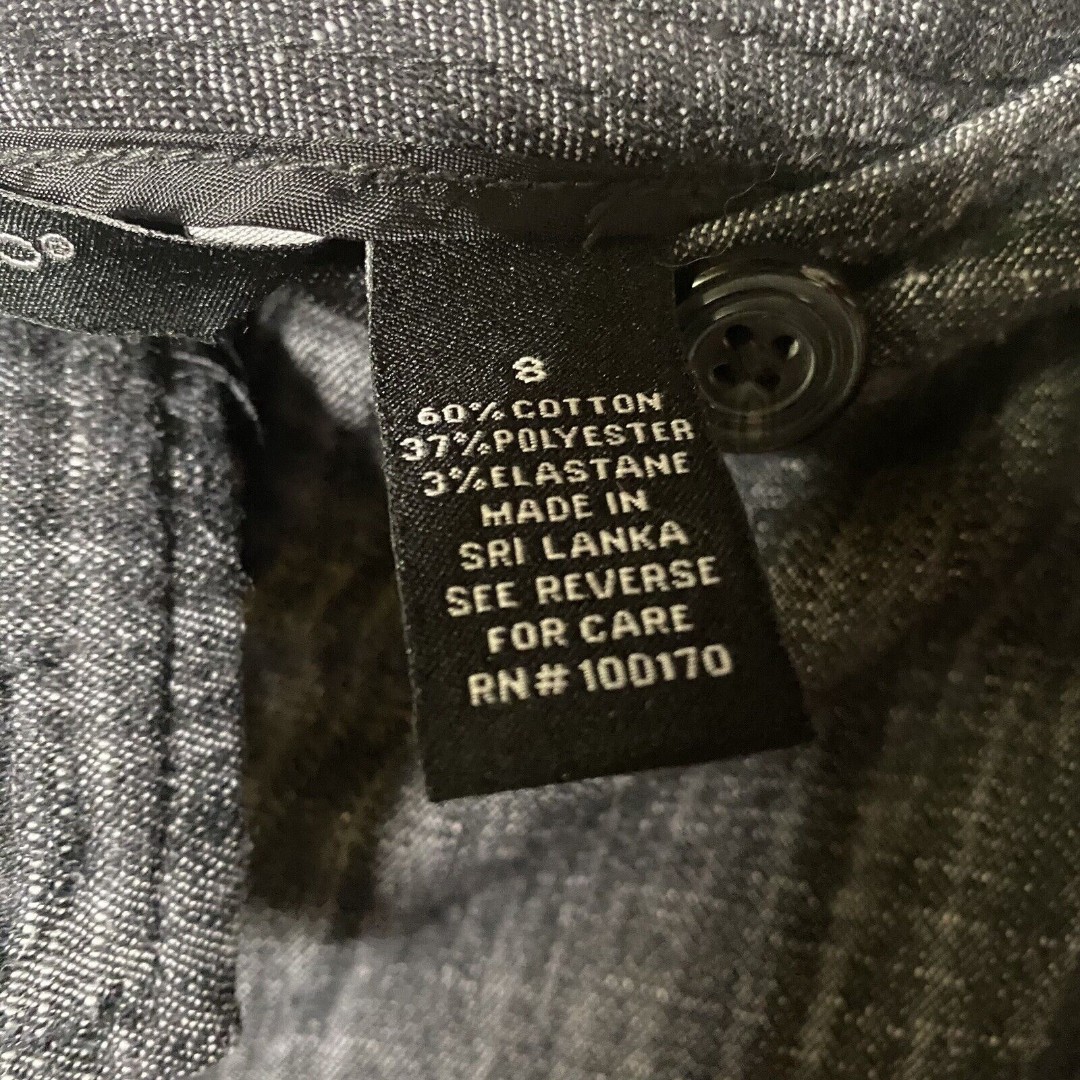 8
60% COTTON
37% POLYESTER
3% ELASTANE
MADE IN
SRI LANKA
SEE REVERSE
FOR CARE
RN# 100170